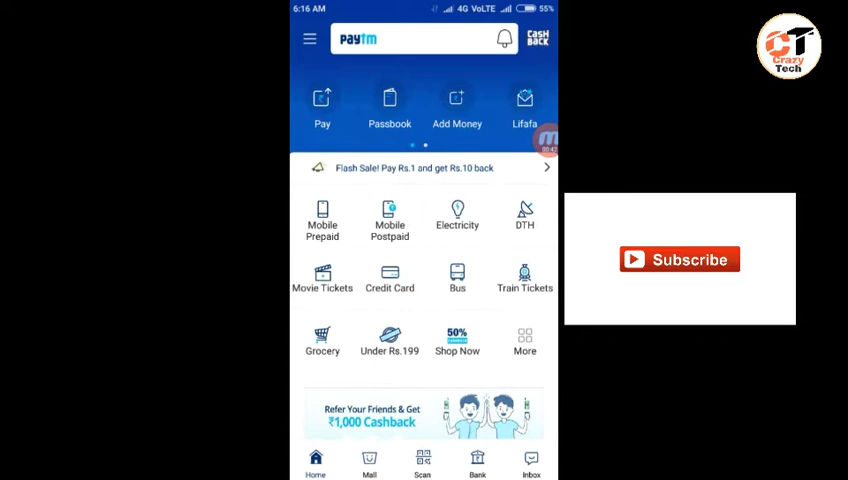 6:16 AM 4G VoLTE 55%
paytm CASH BACK
Pay Passbook Add Money Lifafa
00:42
Flash Sale! Pay Rs.1 and get Rs.10 back
Mobile Prepaid Mobile Postpaid Electricity DTH
Movie Tickets Credit Card Bus Train Tickets
50%
Grocery Under Rs.199 Shop Now More
Refer Your Friends & Get
₹1,000 Cashback
Home Mall Scan Bank Inbox
CT
Crazy
Tech
Subscribe